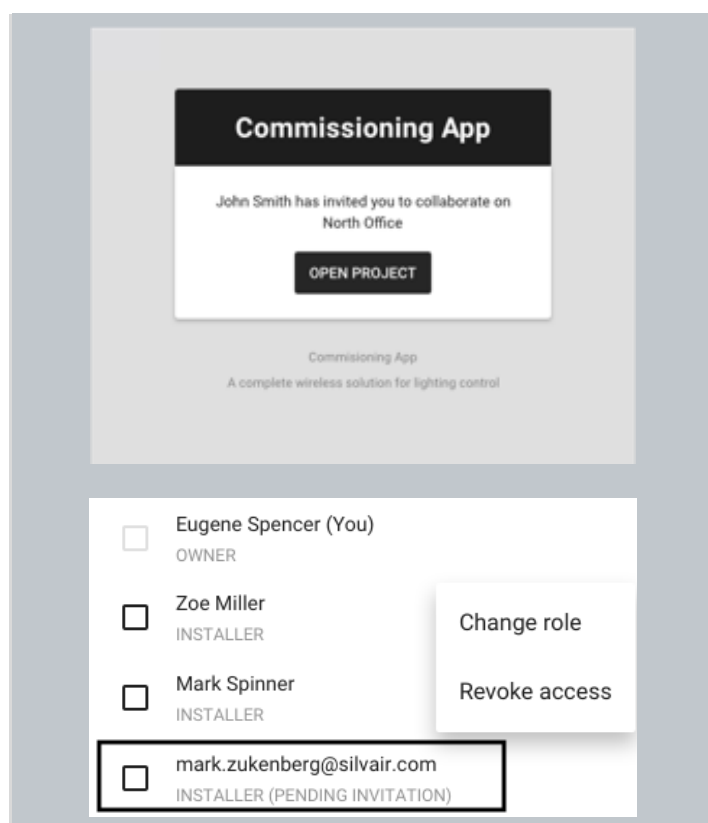 Commissioning App
John Smith has invited you to collaborate on
North Office
OPEN PROJECT
Commisioning App
A complete wireless solution for lighting control
Eugene Spencer (You)
OWNER
Zoe Miller
INSTALLER
Change role
Mark Spinner
INSTALLER
Revoke access
mark.zukenberg@silvair.com
INSTALLER (PENDING INVITATION)